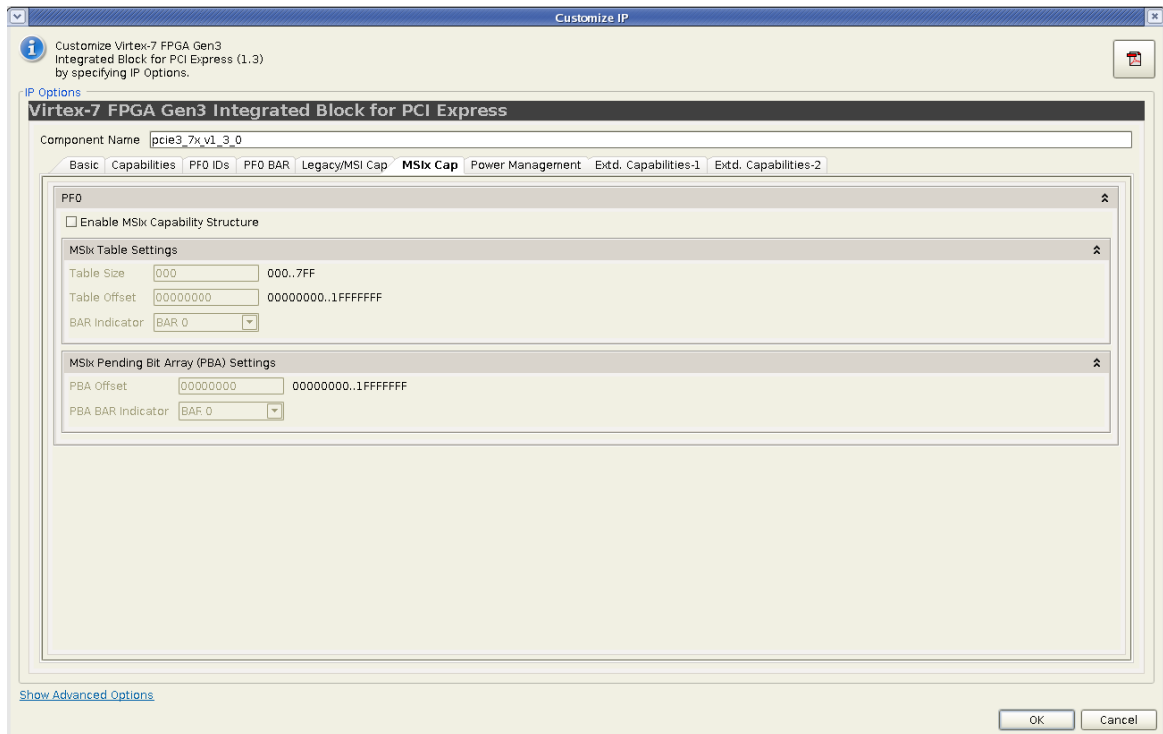 Customize IP
Customize Virtex-7 FPGA Gen3
Integrated Block for PCI Express (1.3)
by specifying IP Options.
IP Options
Virtex-7 FPGA Gen3 Integrated Block for PCI Express
Component Name pcie3_7x_v1_3_0
Basic Capabilities PF0 IDs PF0 BAR Legacy/MSI Cap MSIx Cap Power Management Extd. Capabilities-1 Extd. Capabilities-2
PF0
Enable MSIx Capability Structure
MSIx Table Settings
Table Size 000 000..7FF
Table Offset 00000000 00000000..1FFFFFFF
BAR Indicator BAR 0
MSIx Pending Bit Array (PBA) Settings
PBA Offset 00000000 00000000..1FFFFFFF
PBA BAR Indicator BAR 0
Show Advanced Options
OK Cancel